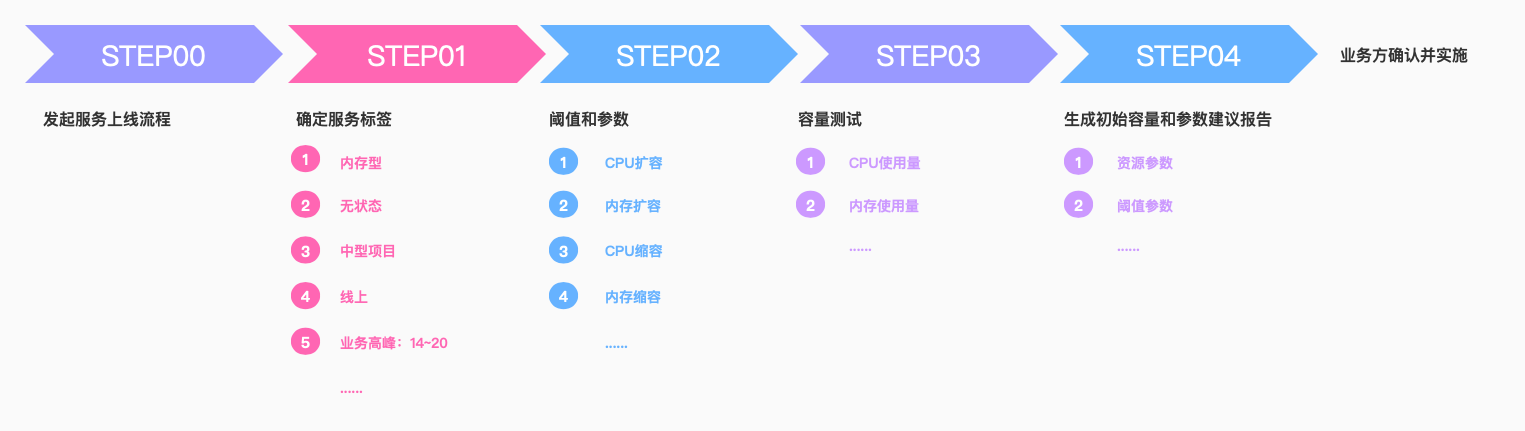 STEP00
STEP01
STEP02
STEP03
STEP04
业务方确认并实施
发起服务上线流程
确定服务标签
1 内存型
2 无状态
3 中型项目
4 线上
5 业务高峰：14~20
......
阈值和参数
1 CPU扩容
2 内存扩容
3 CPU缩容
4 内存缩容
......
容量测试
1 CPU使用量
2 内存使用量
......
生成初始容量和参数建议报告
1 资源参数
2 阈值参数
......